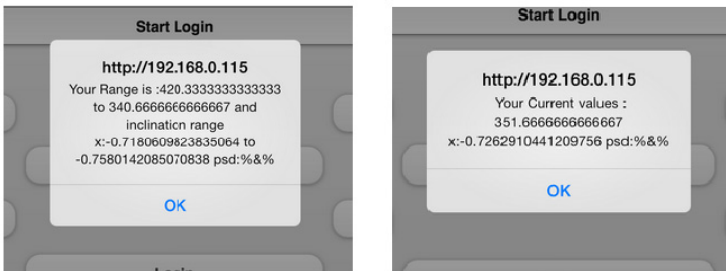 Start Login
http://192.168.0.115
Your Range is :420.3333333333333
to 340.6666666666667 and
inclination range
x:-0.7180609823835064 to
-0.7580142085070838 psd:%&%
OK
Start Login
http://192.168.0.115
Your Current values :
351.6666666666667
x:-0.7262910441209756 psd:%&%
OK